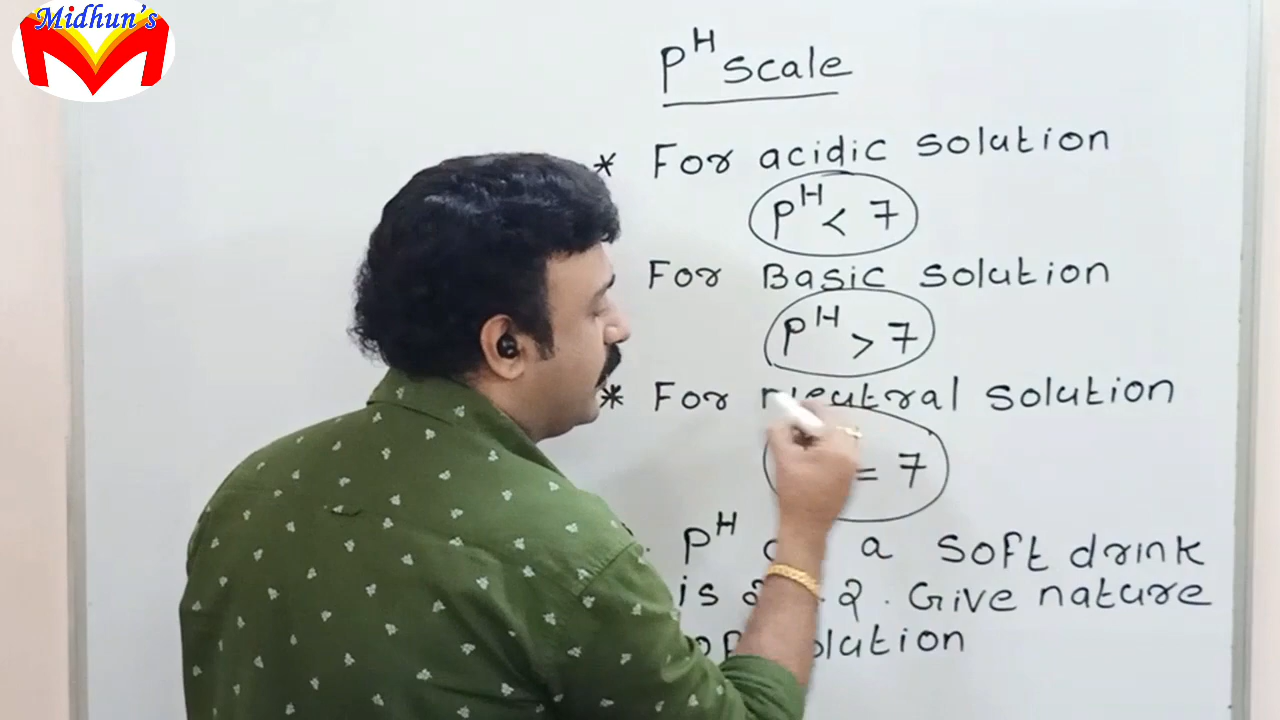 Midhun's
M
pH scale
* For acidic solution
pH < 7
For Basic solution
pH > 7
* For neutral solution
= 7
pH a soft drink
is 2. Give nature
solution